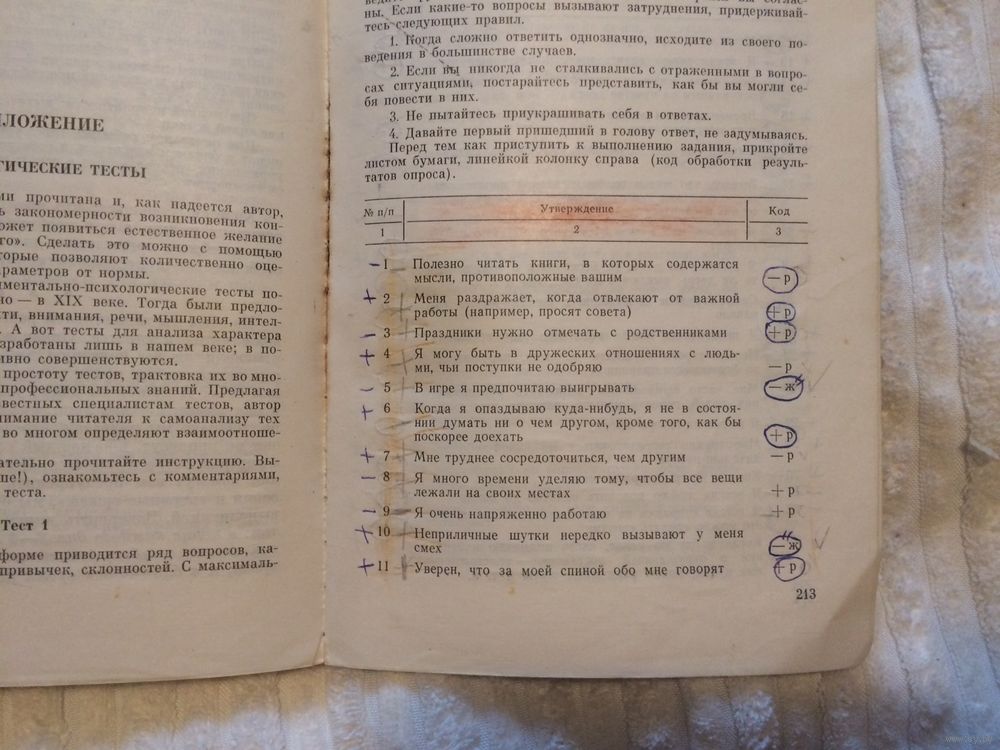 ЛОЖЕНИЕ
ГИЧЕСКИЕ ТЕСТЫ
ми прочитана и, как надеется автор,
ь закономерности возникновения кон-
ожет появиться естественное желание
го». Сделать это можно с помощью
торые позволяют количественно оце-
раметров от нормы.
ментально-психологические тесты по-
но — в XIX веке. Тогда были предло-
ти, внимания, речи, мышления, интел-
. А вот тесты для анализа характера
зработаны лишь в нашем веке; в по-
ивно совершенствуются.
простоту тестов, трактовка их во мно-
профессиональных знаний. Предлагая
вестных специалистам тестов, автор
нимание читателя к самоанализу тех
во многом определяют взаимоотноше-
ательно прочитайте инструкцию. Вы-
ше!), ознакомьтесь с комментариями,
теста.
Тест 1
форме приводится ряд вопросов, ка-
привычек, склонностей. С максималь-
ны. Если какие-то вопросы вызывают затруднения, придерживай-
тесь следующих правил.
1. Когда сложно ответить однозначно, исходите из своего по-
ведения в большинстве случаев.
2. Если вы никогда не сталкивались с отраженными в вопро-
сах ситуациями, постарайтесь представить, как бы вы могли се-
бя повести в них.
3. Не пытайтесь приукрашивать себя в ответах.
4. Давайте первый пришедший в голову ответ, не задумываясь.
Перед тем как приступить к выполнению задания, прикройте
листом бумаги, линейкой колонку справа (код обработки резуль-
татов опроса).
№ п/п Утверждение Код
1 2 3
– 1 Полезно читать книги, в которых содержатся
мысли, противоположные вашим —р
+ 2 Меня раздражает, когда отвлекают от важной
работы (например, просят совета) +р
– 3 Праздники нужно отмечать с родственниками +р
+ 4 Я могу быть в дружеских отношениях с людь-
ми, чьи поступки не одобряю —р
– 5 В игре я предпочитаю выигрывать —ж
+ 6 Когда я опаздываю куда-нибудь, я не в состоя-
нии думать ни о чем другом, кроме того, как бы
поскорее доехать +р
+ 7 Мне труднее сосредоточиться, чем другим —р
– 8 Я много времени уделяю тому, чтобы все вещи
лежали на своих местах +р
– 9 Я очень напряженно работаю +р
+ 10 Неприличные шутки нередко вызывают у меня
смех —ж
+ 11 Уверен, что за моей спиной обо мне говорят +р
213